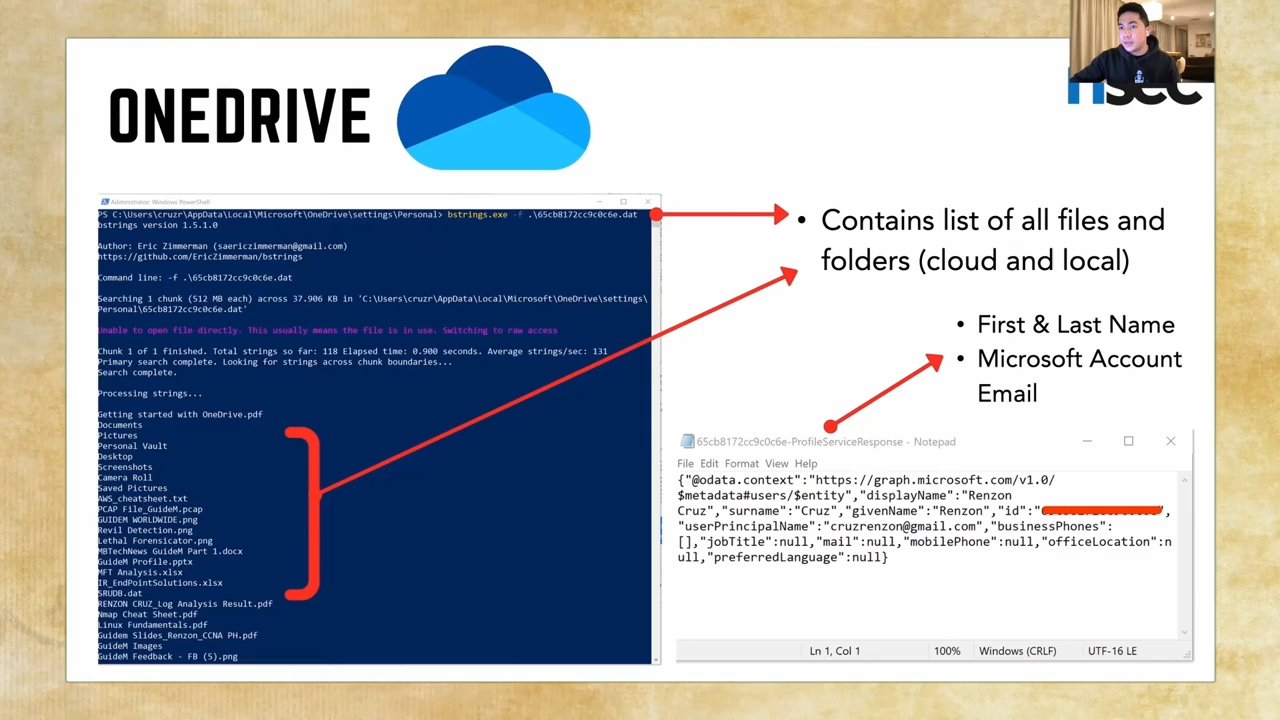 ONEDRIVE
nsec
Administrator: Windows PowerShell
PS C:\Users\cruzr\AppData\Local\Microsoft\OneDrive\settings\Personal> bstrings.exe -f .\65cb8172cc9c0c6e.dat
bstrings version 1.5.1.0
Author: Eric Zimmerman (saericzimmerman@gmail.com)
https://github.com/EricZimmerman/bstrings
Command line: -f .\65cb8172cc9c0c6e.dat
Searching 1 chunk (512 MB each) across 37.906 KB in 'C:\Users\cruzr\AppData\Local\Microsoft\OneDrive\settings\
Personal\65cb8172cc9c0c6e.dat'
Unable to open file directly. This usually means the file is in use. Switching to raw access
Chunk 1 of 1 finished. Total strings so far: 118 Elapsed time: 0.900 seconds. Average strings/sec: 131
Primary search complete. Looking for strings across chunk boundaries...
Search complete.
Processing strings...
Getting started with OneDrive.pdf
Documents
Pictures
Personal Vault
Desktop
Screenshots
Camera Roll
Saved Pictures
AWS_cheatsheet.txt
PCAP File_GuideM.pcap
GUIDEM WORLDWIDE.png
Revil Detection.png
Lethal Forensicator.png
MBTechNews GuideM Part 1.docx
GuideM Profile.pptx
MFT Analysis.xlsx
IR_EndPointSolutions.xlsx
SRUDB.dat
RENZON CRUZ_Log Analysis Result.pdf
Nmap Cheat Sheet.pdf
Linux Fundamentals.pdf
Guidem Slides_Renzon_CCNA PH.pdf
GuideM Images
GuideM Feedback - FB (5).png
• Contains list of all files and
folders (cloud and local)
• First & Last Name
• Microsoft Account
Email
65cb8172cc9c0c6e-ProfileServiceResponse - Notepad
File Edit Format View Help
{"@odata.context":"https://graph.microsoft.com/v1.0/
$metadata#users/$entity","displayName":"Renzon
Cruz","surname":"Cruz","givenName":"Renzon","id":"
"userPrincipalName":"cruzrenzon@gmail.com","businessPhones":
[],"jobTitle":null,"mail":null,"mobilePhone":null,"officeLocation":n
ull,"preferredLanguage":null}
Ln 1, Col 1 100% Windows (CRLF) UTF-16 LE